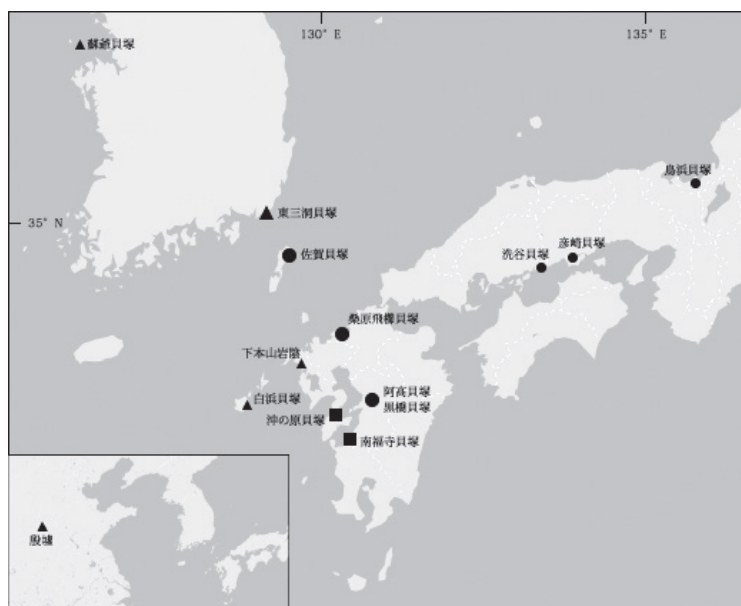 130° E
135° E
蘇爺貝塚
鳥浜貝塚
35° N
東三洞貝塚
彦崎貝塚
洗谷貝塚
佐賀貝塚
桑原飛櫛貝塚
下本山岩陰
白浜貝塚
阿高貝塚
黒橋貝塚
沖の原貝塚
南福寺貝塚
殷墟